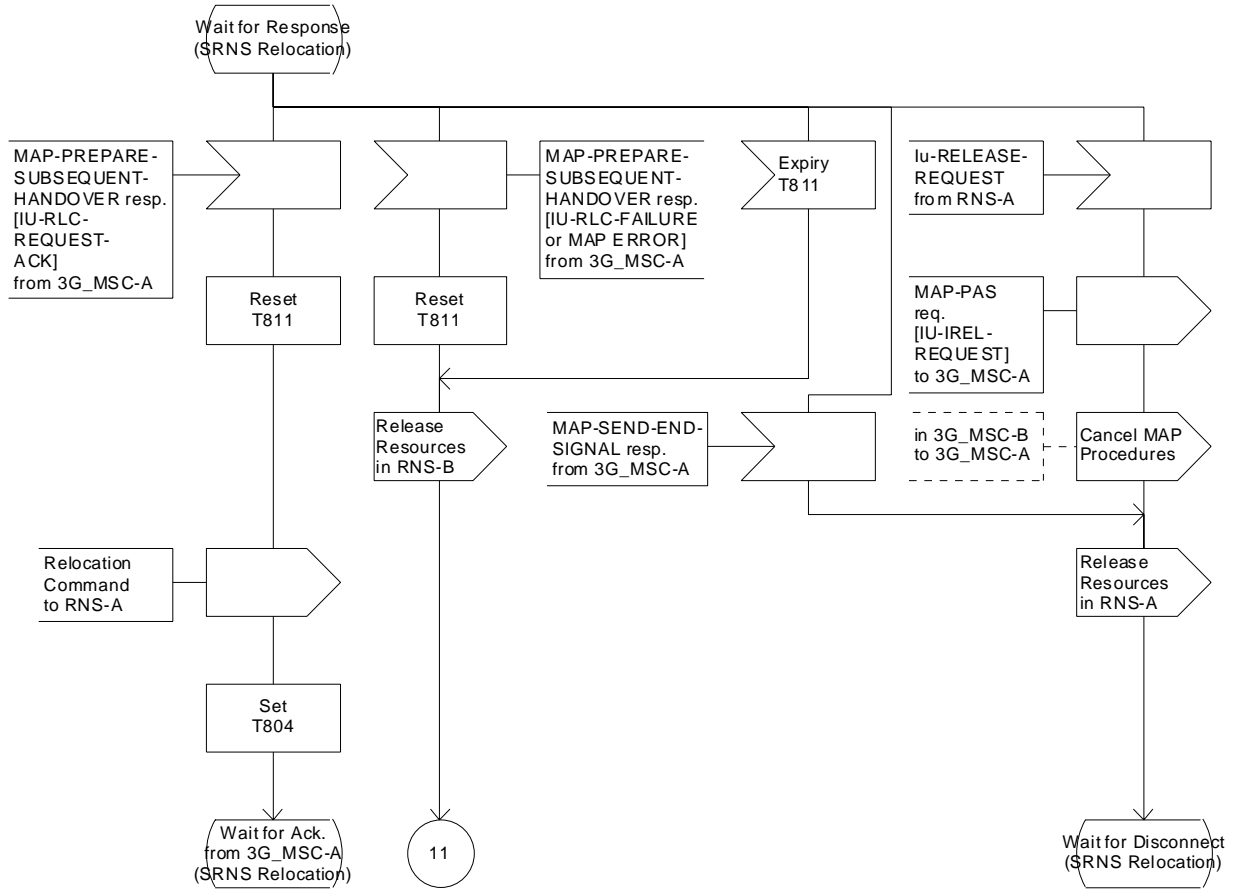 Wait for Response
(SRNS Relocation)
MAP-PREPARE-
SUBSEQUENT-
HANDOVER resp.
[IU-RLC-
REQUEST-
ACK]
from 3G_MSC-A
MAP-PREPARE-
SUBSEQUENT-
HANDOVER resp.
[IU-RLC-FAILURE
or MAP ERROR]
from 3G_MSC-A
Expiry
T811
Iu-RELEASE-
REQUEST
from RNS-A
Reset
T811
Reset
T811
MAP-PAS
req.
[IU-IREL-
REQUEST]
to 3G_MSC-A
Release
Resources
in RNS-B
MAP-SEND-END-
SIGNAL resp.
from 3G_MSC-A
in 3G_MSC-B
to 3G_MSC-A
Cancel MAP
Procedures
Relocation
Command
to RNS-A
Release
Resources
in RNS-A
Set
T804
Wait for Ack.
from 3G_MSC-A
(SRNS Relocation)
11
Wait for Disconnect
(SRNS Relocation)